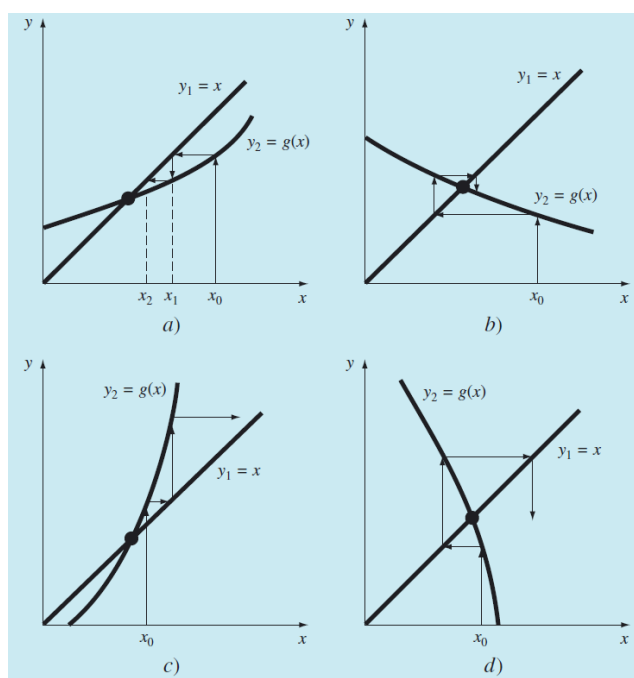 y
y₁ = x
y₂ = g(x)
x₂ x₁ x₀ x
a)
y
y₁ = x
y₂ = g(x)
x₀ x
b)
y
y₂ = g(x)
y₁ = x
x₀ x
c)
y
y₂ = g(x)
y₁ = x
x₀ x
d)